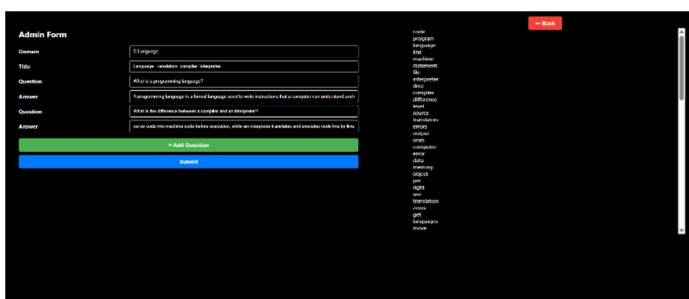 ← Back
Admin Form
Domain
C Language
Title
Language translators compiler interpreter
Question
What is a programming language?
Answer
A programming language is a formal language used to write instructions that a computer can understand and
Question
What is the difference between a compiler and an interpreter?
Answer
source code into machine code before execution, while an interpreter translates and executes code line by line
+ Add Question
Submit
code
program
language
line
machine
statement
file
interpreter
time
compiler
difference
level
source
translators
errors
output
ones
computer
error
data
memory
object
pre
right
translation
zeros
get
languages
move